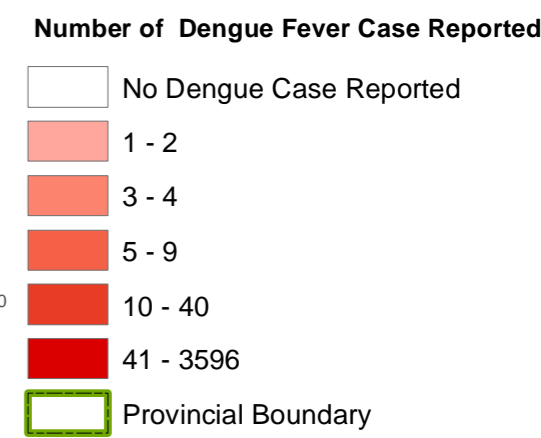 Number of Dengue Fever Case Reported
No Dengue Case Reported
1 - 2
3 - 4
5 - 9
0
10 - 40
41 - 3596
Provincial Boundary